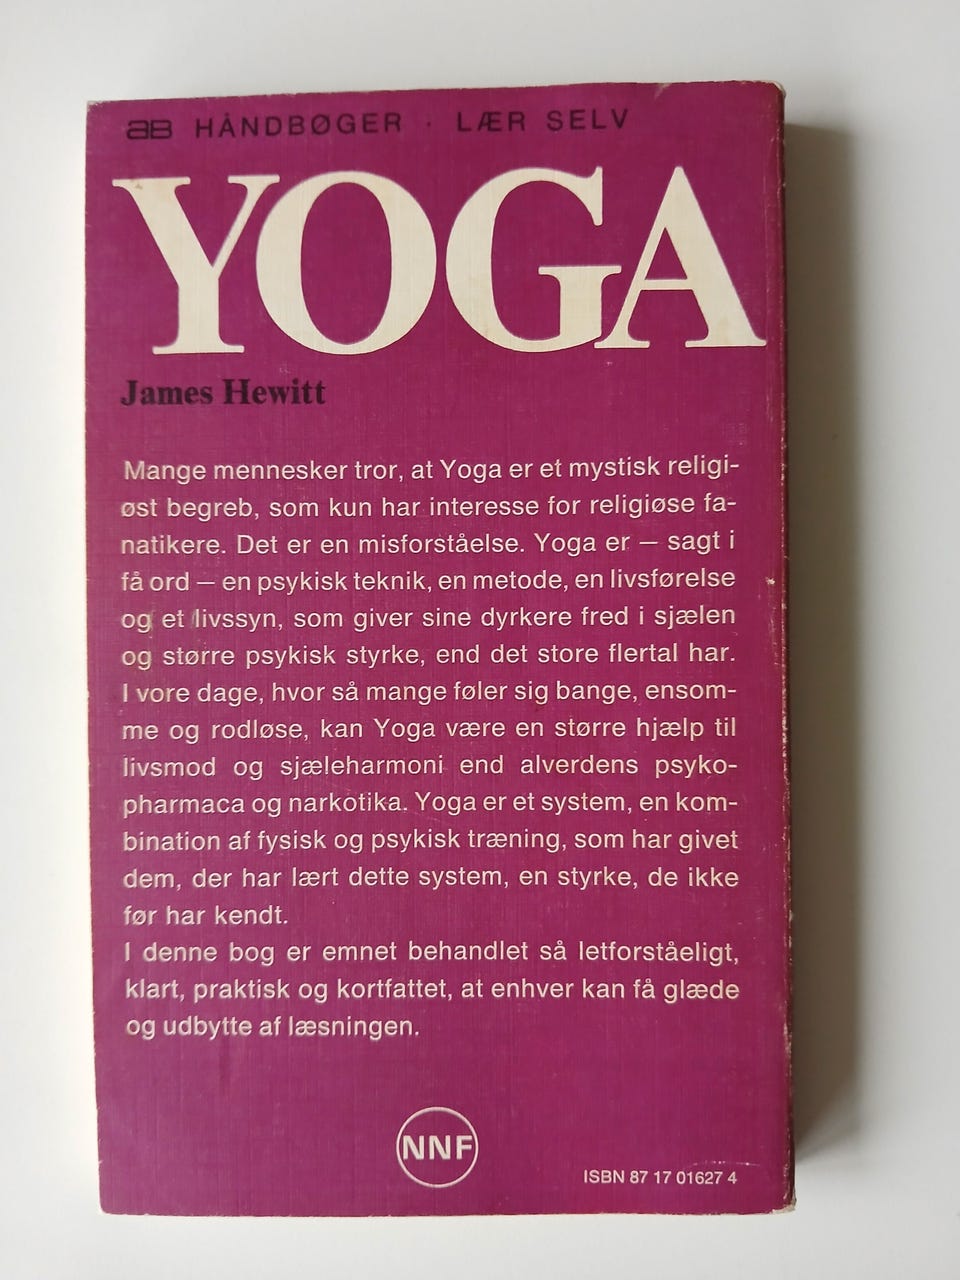 aB HÅNDBØGER · LÆR SELV
YOGA
James Hewitt
Mange mennesker tror, at Yoga er et mystisk religi-
øst begreb, som kun har interesse for religiøse fa-
natikere. Det er en misforståelse. Yoga er — sagt i
få ord — en psykisk teknik, en metode, en livsførelse
og et livssyn, som giver sine dyrkere fred i sjælen
og større psykisk styrke, end det store flertal har.
I vore dage, hvor så mange føler sig bange, ensom-
me og rodløse, kan Yoga være en større hjælp til
livsmod og sjæleharmoni end alverdens psyko-
pharmaca og narkotika. Yoga er et system, en kom-
bination af fysisk og psykisk træning, som har givet
dem, der har lært dette system, en styrke, de ikke
før har kendt.
I denne bog er emnet behandlet så letforståeligt,
klart, praktisk og kortfattet, at enhver kan få glæde
og udbytte af læsningen.
NNF
ISBN 87 17 01627 4